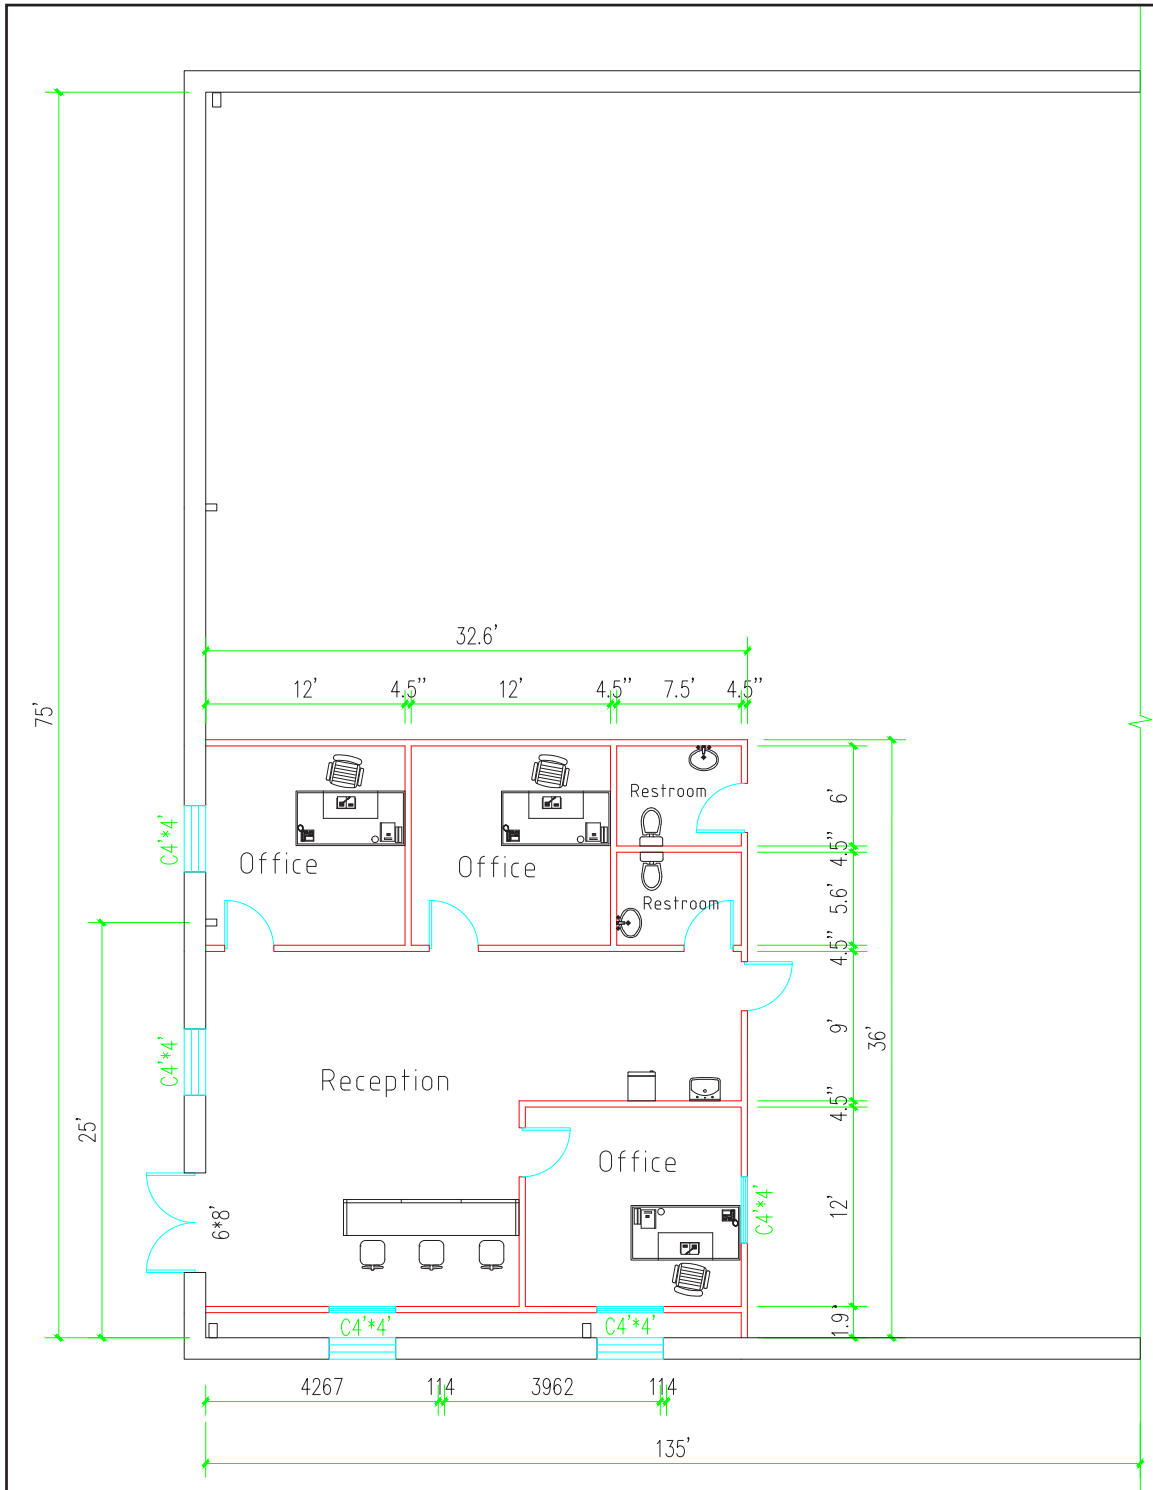 32.6'
12' 4.5" 12' 4.5" 7.5' 4.5"
75'
Restroom
6'
C4'*4'
Office
Office
4.5"
5.6'
Restroom
4.5"
9'
36'
C4'*4'
Reception
4.5"
25'
Office
12'
C4'*4'
6*8'
C4'*4'
C4'*4'
1.9'
4267 114 3962 114
135'